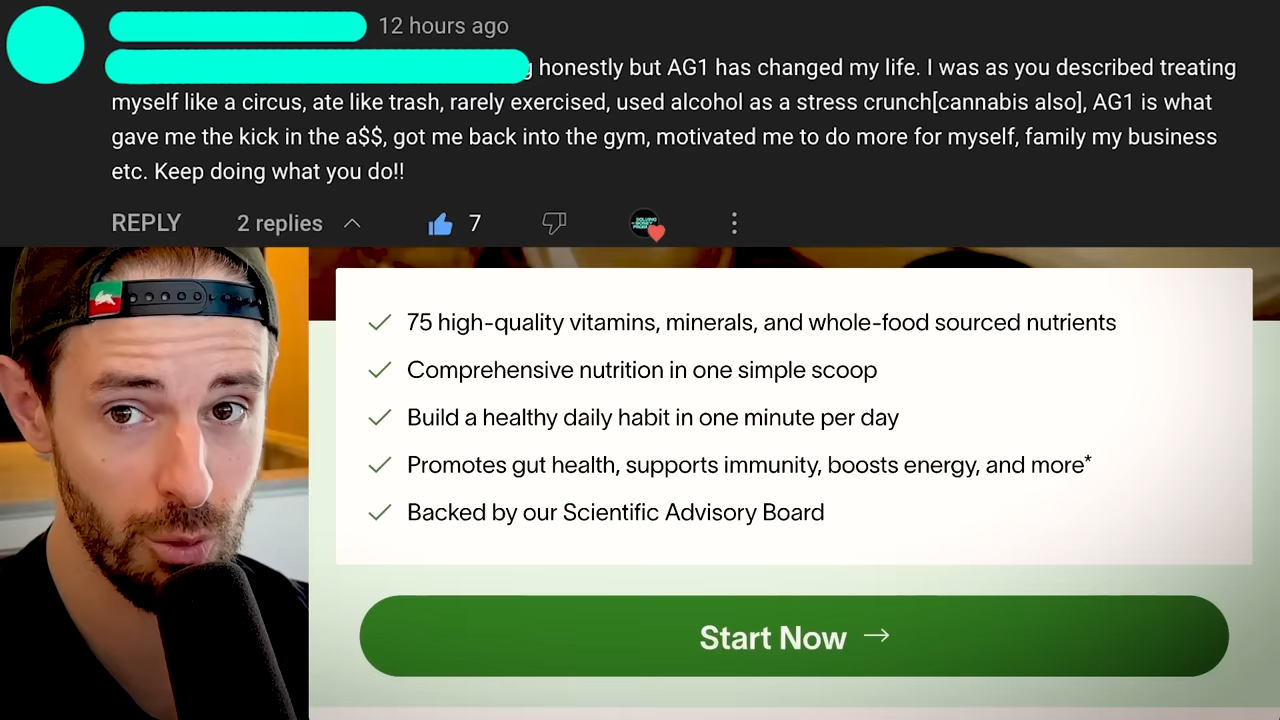 12 hours ago
honestly but AG1 has changed my life. I was as you described treating
myself like a circus, ate like trash, rarely exercised, used alcohol as a stress crunch[cannabis also], AG1 is what
gave me the kick in the a$$, got me back into the gym, motivated me to do more for myself, family my business
etc. Keep doing what you do!!
REPLY 2 replies 7
75 high-quality vitamins, minerals, and whole-food sourced nutrients
Comprehensive nutrition in one simple scoop
Build a healthy daily habit in one minute per day
Promotes gut health, supports immunity, boosts energy, and more*
Backed by our Scientific Advisory Board
Start Now →